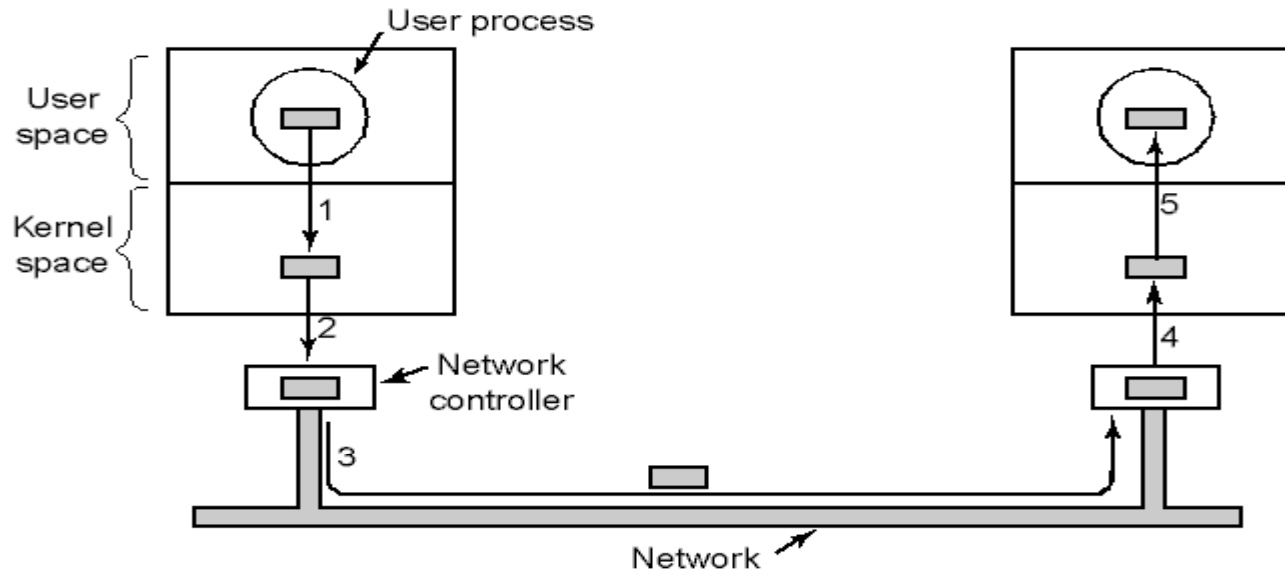 User process
User
space
1
5
Kernel
space
2
4
Network
controller
3
Network